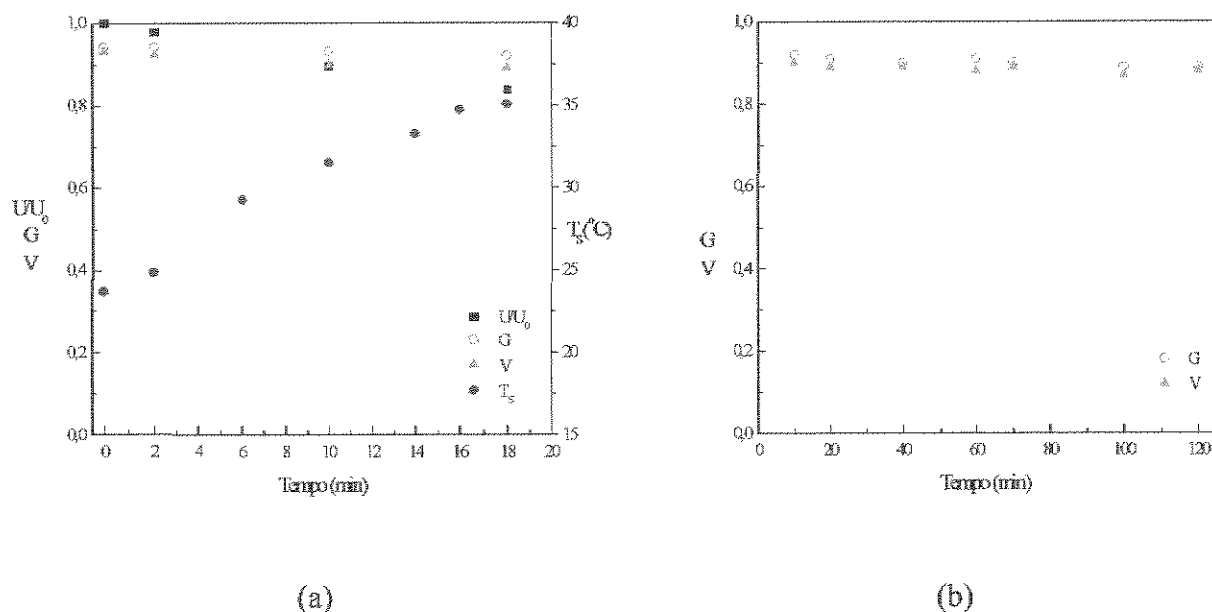 1,0
0,8
0,6
0,4
0,2
0,0
U/U₀
G
V
40
35
30
25
20
15
Tₛ(°C)
U/U₀
G
V
Tₛ
0 2 4 6 8 10 12 14 16 18 20
Tempo (min)
(a)
1,0
0,8
0,6
0,4
0,2
0,0
G
V
G
V
0 20 40 60 80 100 120
Tempo (min)
(b)